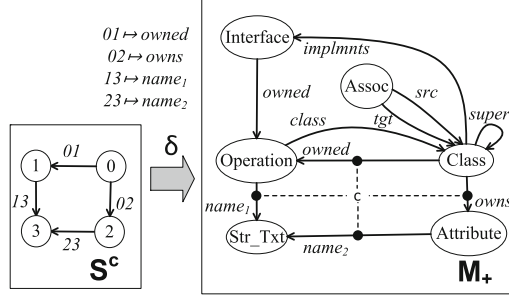 01 ↦ owned
02 ↦ owns
13 ↦ name₁
23 ↦ name₂
δ
1
01
0
13
02
3
23
2
Sᶜ
Interface
implmnts
Assoc
src
owned
class
tgt
super
Operation
owned
Class
name₁
c
owns
Str_Txt
name₂
Attribute
M₊